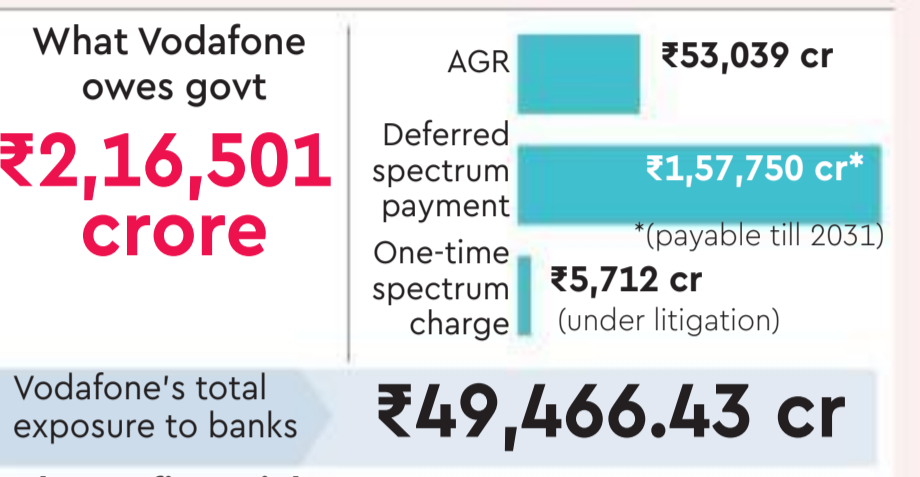 What Vodafone
owes govt
₹2,16,501
crore
AGR
₹53,039 cr
Deferred
spectrum
payment
₹1,57,750 cr*
*(payable till 2031)
One-time
spectrum
charge
₹5,712 cr
(under litigation)
Vodafone's total
exposure to banks
₹49,466.43 cr